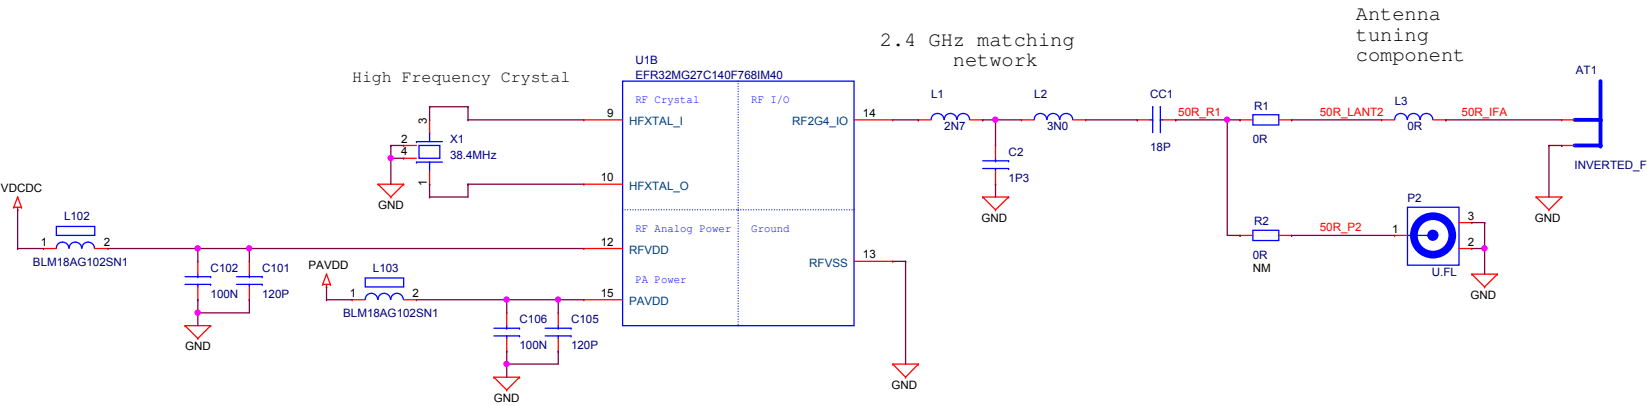 Antenna
tuning
component
2.4 GHz matching
network
High Frequency Crystal
U1B
EFR32MG27C140F768IM40
RF Crystal
RF I/O
9
HFXTAL_I
RF2G4_IO
14
10
HFXTAL_O
RF Analog Power
Ground
12
RFVDD
RFVSS
13
PA Power
15
PAVDD
3
2
4
1
X1
38.4MHz
GND
VDCDC
L102
1
2
BLM18AG102SN1
C102
100N
C101
120P
GND
PAVDD
L103
1
2
BLM18AG102SN1
C106
100N
C105
120P
GND
GND
L1
2N7
C2
1P3
GND
L2
3N0
CC1
18P
50R_R1
R1
0R
50R_LANT2
L3
0R
50R_IFA
AT1
INVERTED_F
GND
R2
0R
NM
50R_P2
P2
1
3
2
U.FL
GND